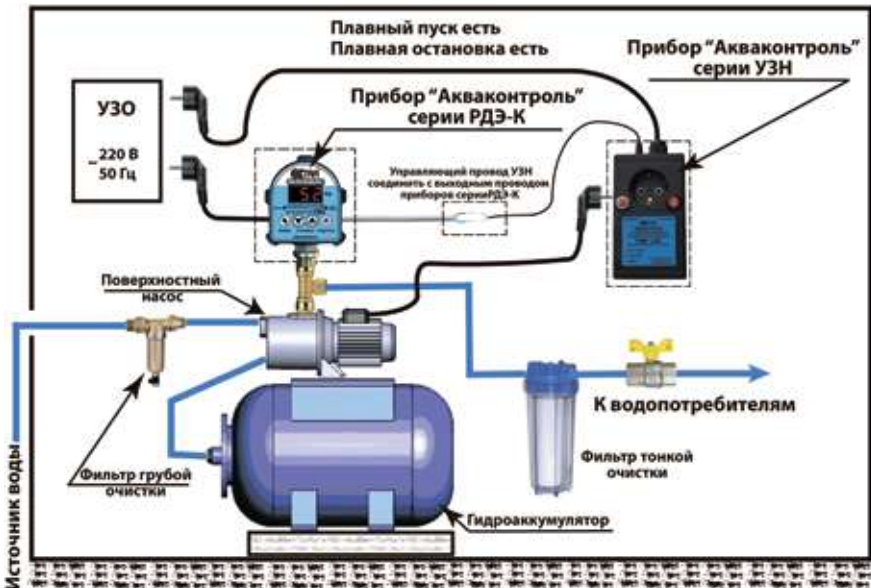 Плавный пуск есть
Плавная остановка есть
Прибор “Акваконтроль”
серии УЗН
УЗО
~220 В
50 Гц
Прибор “Акваконтроль”
серии РДЭ-К
Управляющий провод УЗН
соединить с выходным проводом
приборов серииРДЭ-К
Поверхностный
насос
К водопотребителям
Источник воды
Фильтр грубой
очистки
Фильтр тонкой
очистки
Гидроаккумулятор